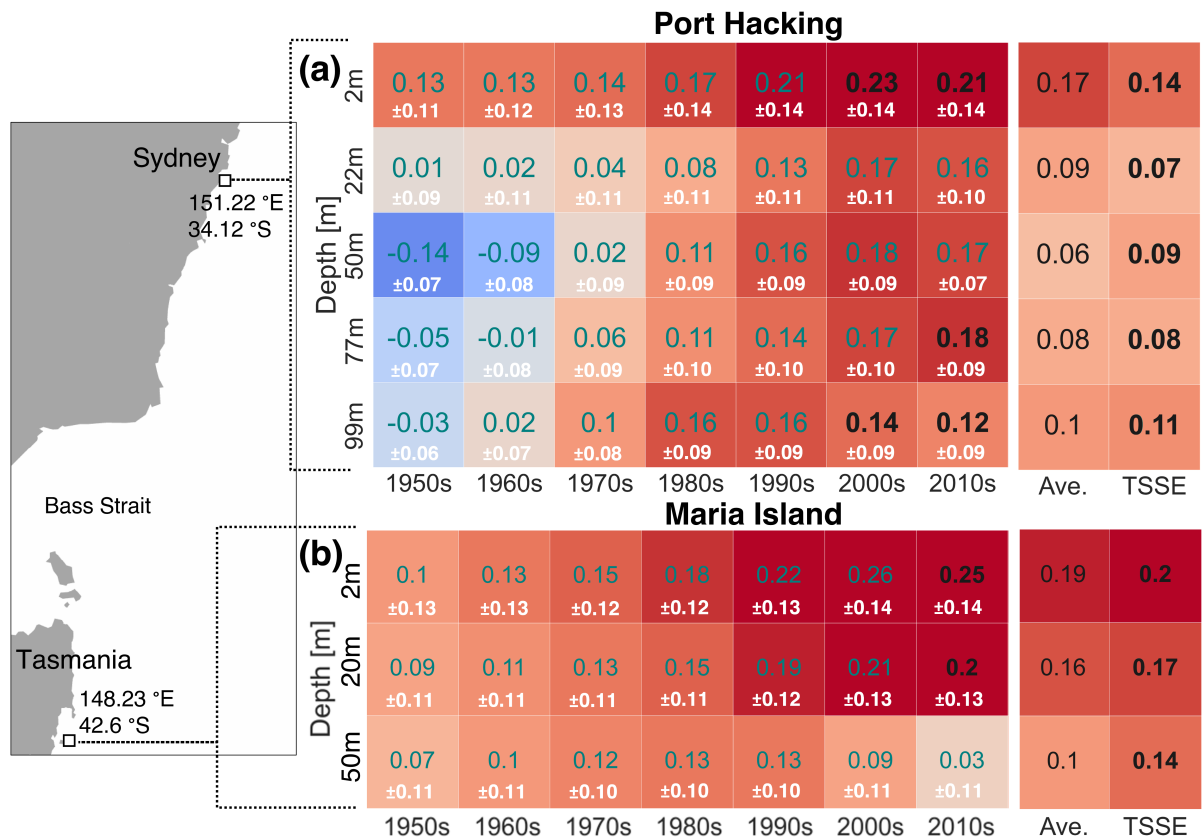 Port Hacking
(a)
2m 0.13 0.13 0.14 0.17 0.21 0.23 0.21 0.17 0.14
±0.11 ±0.12 ±0.13 ±0.14 ±0.14 ±0.14 ±0.14
22m 0.01 0.02 0.04 0.08 0.13 0.17 0.16 0.09 0.07
±0.09 ±0.11 ±0.11 ±0.11 ±0.11 ±0.11 ±0.10
Depth [m]
50m -0.14 -0.09 0.02 0.11 0.16 0.18 0.17 0.06 0.09
±0.07 ±0.08 ±0.09 ±0.09 ±0.09 ±0.09 ±0.07
77m -0.05 -0.01 0.06 0.11 0.14 0.17 0.18 0.08 0.08
±0.07 ±0.08 ±0.09 ±0.10 ±0.10 ±0.10 ±0.09
99m -0.03 0.02 0.1 0.16 0.16 0.14 0.12 0.1 0.11
±0.06 ±0.07 ±0.08 ±0.09 ±0.09 ±0.09 ±0.09
1950s 1960s 1970s 1980s 1990s 2000s 2010s Ave. TSSE
Sydney
151.22 °E
34.12 °S
Bass Strait
Tasmania
148.23 °E
42.6 °S
Maria Island
(b)
2m 0.1 0.13 0.15 0.18 0.22 0.26 0.25 0.19 0.2
±0.13 ±0.13 ±0.12 ±0.12 ±0.13 ±0.14 ±0.14
Depth [m]
20m 0.09 0.11 0.13 0.15 0.19 0.21 0.2 0.16 0.17
±0.11 ±0.11 ±0.11 ±0.11 ±0.12 ±0.13 ±0.13
50m 0.07 0.1 0.12 0.13 0.13 0.09 0.03 0.1 0.14
±0.11 ±0.11 ±0.10 ±0.10 ±0.10 ±0.11 ±0.11
1950s 1960s 1970s 1980s 1990s 2000s 2010s Ave. TSSE